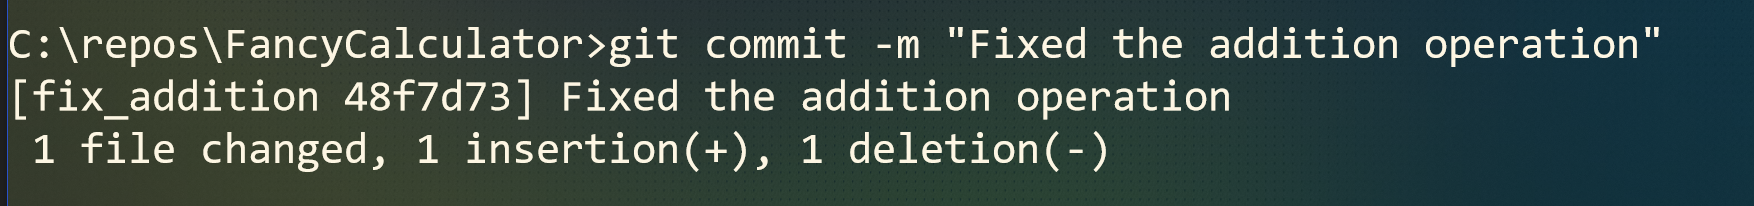 C:\repos\FancyCalculator>git commit -m "Fixed the addition operation"
[fix_addition 48f7d73] Fixed the addition operation
 1 file changed, 1 insertion(+), 1 deletion(-)